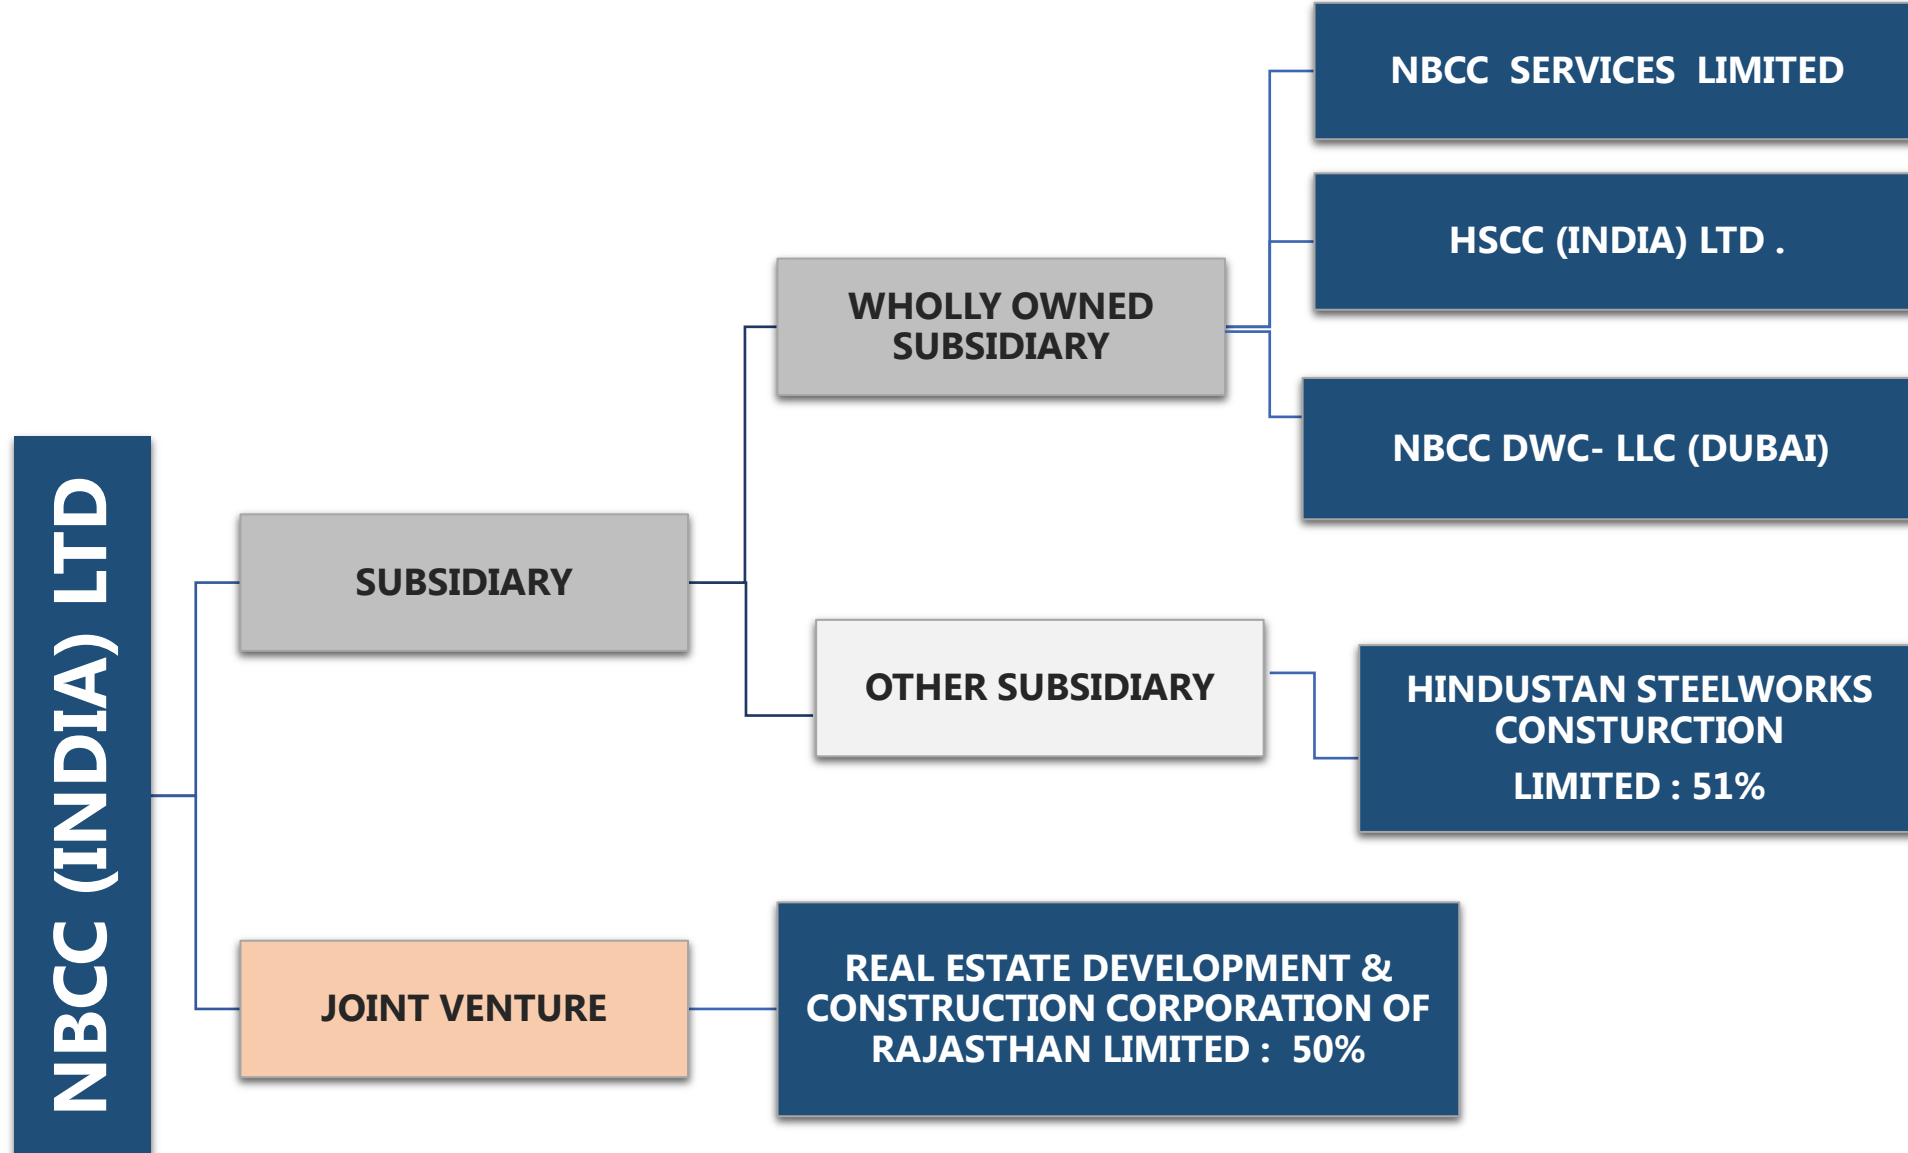 NBCC (INDIA) LTD
SUBSIDIARY
WHOLLY OWNED
SUBSIDIARY
NBCC SERVICES LIMITED
HSCC (INDIA) LTD .
NBCC DWC- LLC (DUBAI)
OTHER SUBSIDIARY
HINDUSTAN STEELWORKS
CONSTURCTION
LIMITED : 51%
JOINT VENTURE
REAL ESTATE DEVELOPMENT &
CONSTRUCTION CORPORATION OF
RAJASTHAN LIMITED : 50%